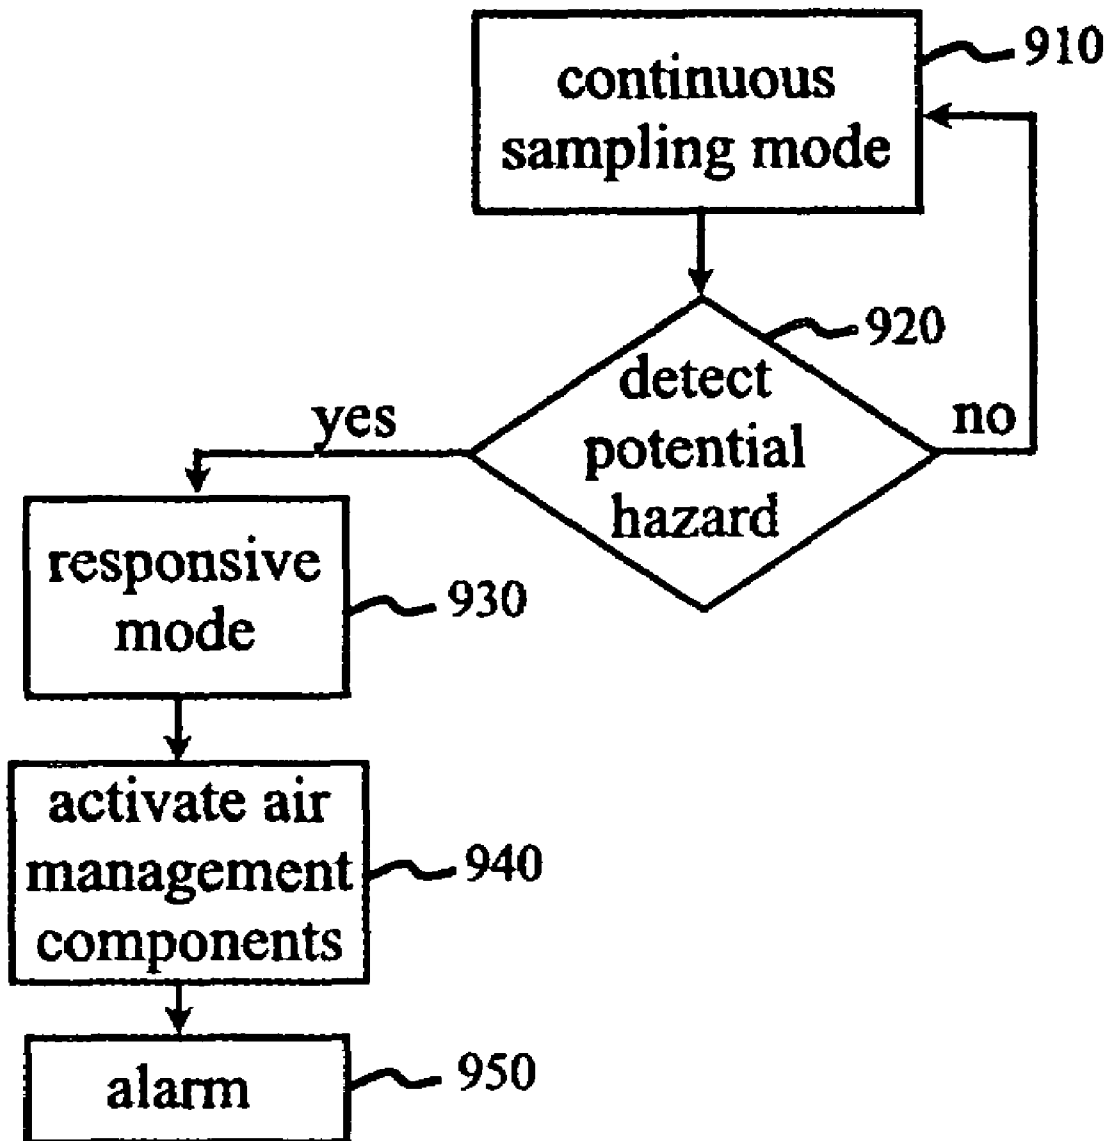 910
continuous
sampling mode
920
detect
potential
hazard
yes
no
responsive
mode
930
activate air
management
components
940
alarm
950